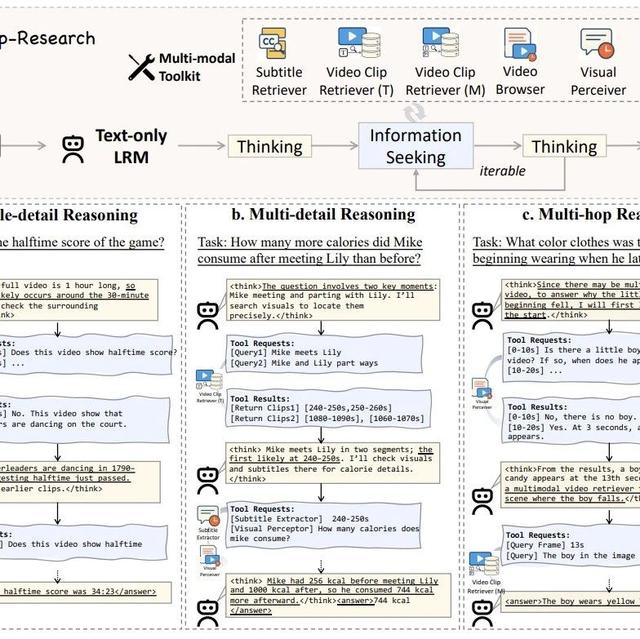 p-Research
Multi-modal
Toolkit
CC
Subtitle
Retriever
Video Clip
Retriever (T)
Video Clip
Retriever (M)
Video
Browser
Visual
Perceiver
Text-only
LRM
Thinking
Information
Seeking
Thinking
iterable
le-detail Reasoning
he halftime score of the game?
full video is 1 hour long, so
kely occurs around the 30-minute
check the surrounding
nk>
sts:
s] Does this video show halftime score?
s] ...
s] No. This video show that
ers are dancing on the court.
erleaders are dancing in 1790–
gesting halftime just passed.
earlier clips.</think>
sts:
] Does this video show halftime
halftime score was 34:23</answer>
b. Multi-detail Reasoning
Task: How many more calories did Mike
consume after meeting Lily than before?
<think>The question involves two key moments:
Mike meeting and parting with Lily. I'll
search visuals to locate them
precisely.</think>
Tool Requests:
[Query1] Mike meets Lily
[Query2] Mike and Lily part ways
Video Clip
Retriever (T)
Tool Results:
[Return Clips1] [240-250s,250-260s]
[Return Clips2] [1080-1090s], [1060-1070s]
<think> Mike meets Lily in two segments; the
first likely at 240–250s. I'll check visuals
and subtitles there for calorie details.
</think>
Tool Requests:
[Subtitle Extractor] 240-250s
[Visual Perceptor] How many calories does
mike consume?
Subtitle
Extractor
Visual
Perceiver
<think> Mike had 256 kcal before meeting Lily
and 1000 kcal after, so he consumed 744 kcal
more afterward.</think><answer>744 kcal
</answer>
c. Multi-hop Rea
Task: What color clothes was t
beginning wearing when he lat
<think>Since there may be mul
video, to answer why the littl
beginning fell, I will first l
the start.</think>
Tool Requests:
[0-10s] Is there a little boy
video? If so, when does he ap
[10-20s] ...
Visual
Perceiver
Tool Results:
[0-10s] No, there is no boy.
[10-20s] Yes. At 3 seconds, a
appears.
<think>From the results, a boy
candy appears at the 13th sec
a multimodal video retriever t
scene where the boy falls.</th
Tool Requests:
[Query Frame] 13s
[Query] The boy in the image
Video Clip
Retriever (M)
<answer>The boy wears yellow